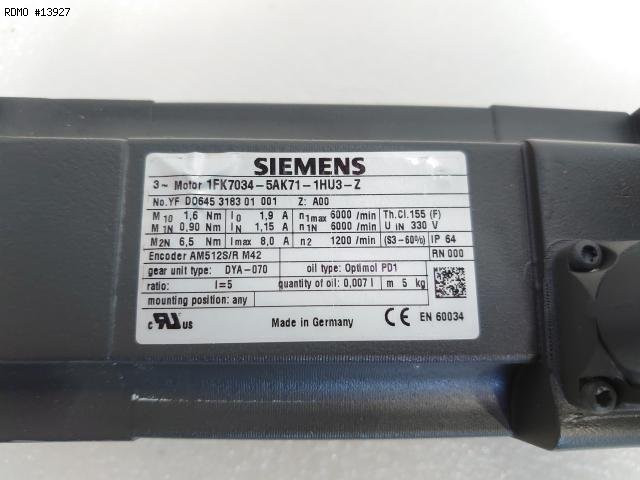 RDMO #13927
SIEMENS
3~ Motor 1FK7034-5AK71-1HU3-Z
No.YF D0645 3183 01 001 Z: A00
M10 1,6 Nm I0 1,9 A n1max 6000 /min Th.Cl.155 (F)
M1N 0,90 Nm IN 1,15 A n1N 6000 /min U IN 330 V
M2N 6,5 Nm Imax 8,0 A n2 1200 /min (S3-60%) IP 64
Encoder AM512S/R M42 RN 000
gear unit type: DYA-070 oil type: Optimol PD1
ratio: I=5 quantity of oil: 0,007 l m 5 kg
mounting position: any
c RU us Made in Germany CE EN 60034